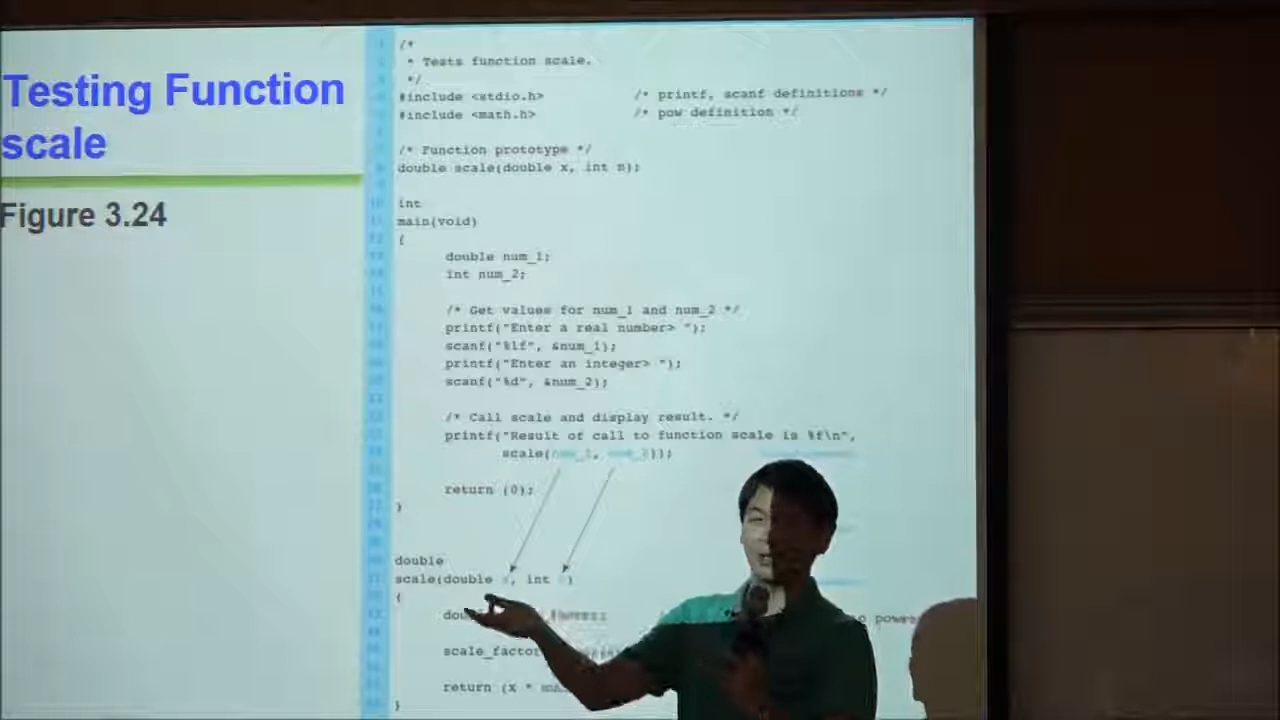 Testing Function
scale
Figure 3.24
/*
* Tests function scale.
*/
#include <stdio.h> /* printf, scanf definitions */
#include <math.h> /* pow definition */
/* Function prototype */
double scale(double x, int n);
int
main(void)
{
double num_1;
int num_2;
/* Get values for num_1 and num_2 */
printf("Enter a real number> ");
scanf("%lf", &num_1);
printf("Enter an integer> ");
scanf("%d", &num_2);
/* Call scale and display result. */
printf("Result of call to function scale is %f\n",
scale(num_1, num_2));
return (0);
}
double
scale(double , int )
{
scale_factor
return (x *
}